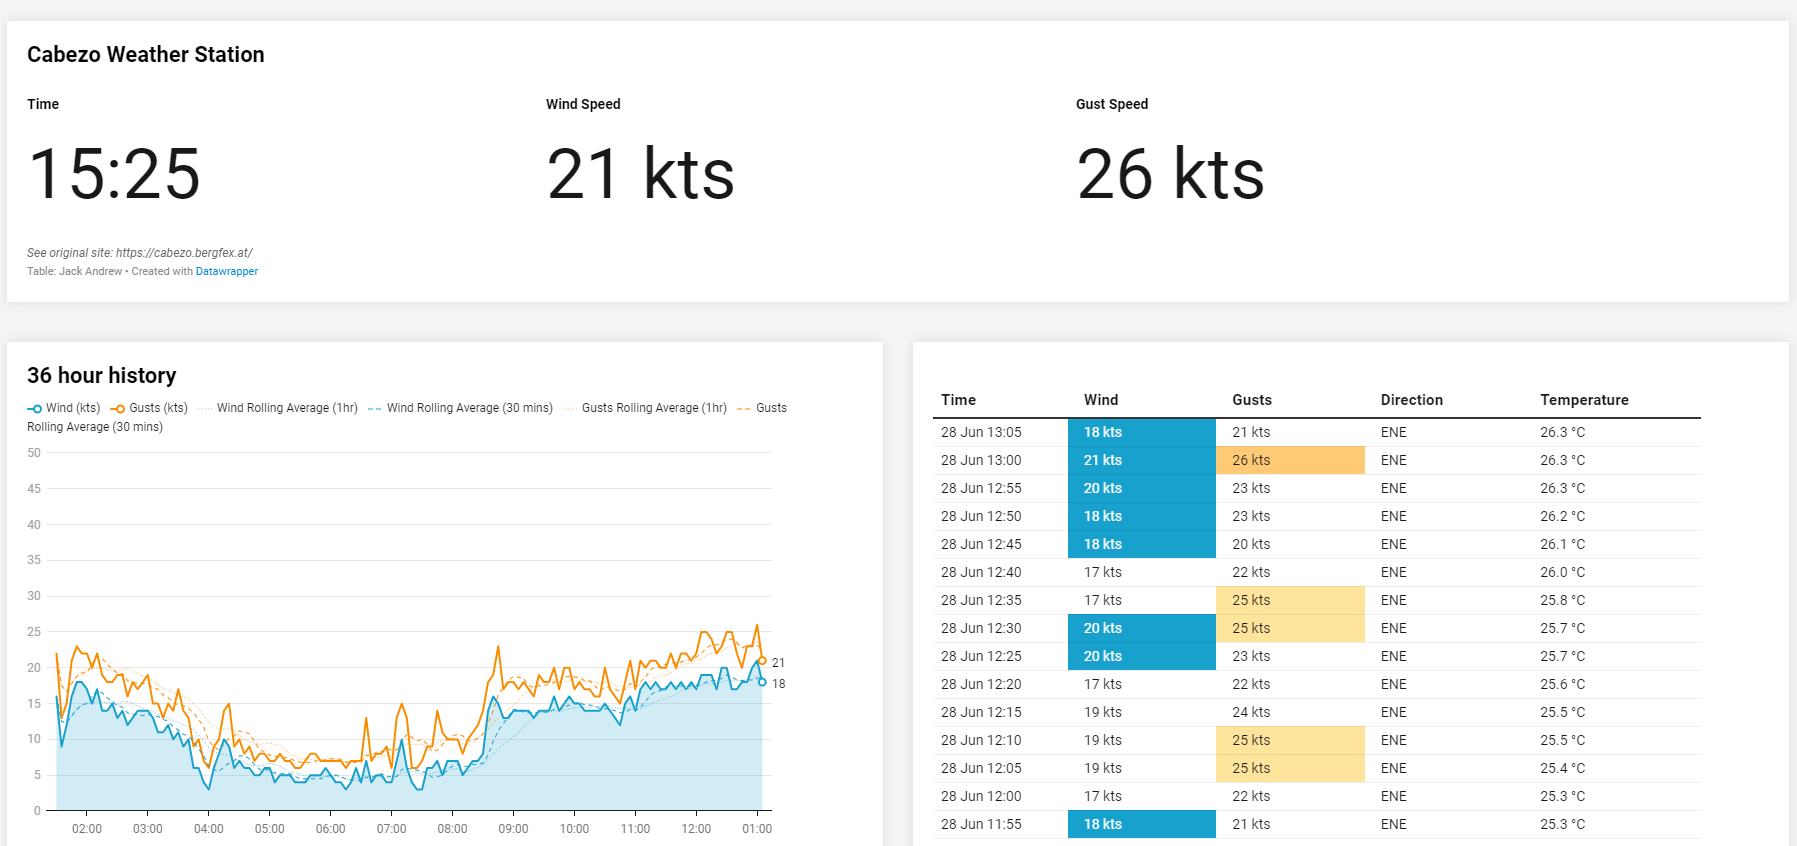 Cabezo Weather Station
Time Wind Speed Gust Speed
15:25 21 kts 26 kts
See original site: https://cabezo.bergfex.at/
Table: Jack Andrew • Created with Datawrapper
36 hour history
Wind (kts) Gusts (kts) Wind Rolling Average (1hr) Wind Rolling Average (30 mins) Gusts Rolling Average (1hr) Gusts
Rolling Average (30 mins)
50
45
40
35
30
25
20
15
10
5
0
21
18
02:00 03:00 04:00 05:00 06:00 07:00 08:00 09:00 10:00 11:00 12:00 01:00
Time Wind Gusts Direction Temperature
28 Jun 13:05 18 kts 21 kts ENE 26.3 °C
28 Jun 13:00 21 kts 26 kts ENE 26.3 °C
28 Jun 12:55 20 kts 23 kts ENE 26.3 °C
28 Jun 12:50 18 kts 23 kts ENE 26.2 °C
28 Jun 12:45 18 kts 20 kts ENE 26.1 °C
28 Jun 12:40 17 kts 22 kts ENE 26.0 °C
28 Jun 12:35 17 kts 25 kts ENE 25.8 °C
28 Jun 12:30 20 kts 25 kts ENE 25.7 °C
28 Jun 12:25 20 kts 23 kts ENE 25.7 °C
28 Jun 12:20 17 kts 22 kts ENE 25.6 °C
28 Jun 12:15 19 kts 24 kts ENE 25.5 °C
28 Jun 12:10 19 kts 25 kts ENE 25.5 °C
28 Jun 12:05 19 kts 25 kts ENE 25.4 °C
28 Jun 12:00 17 kts 22 kts ENE 25.3 °C
28 Jun 11:55 18 kts 21 kts ENE 25.3 °C